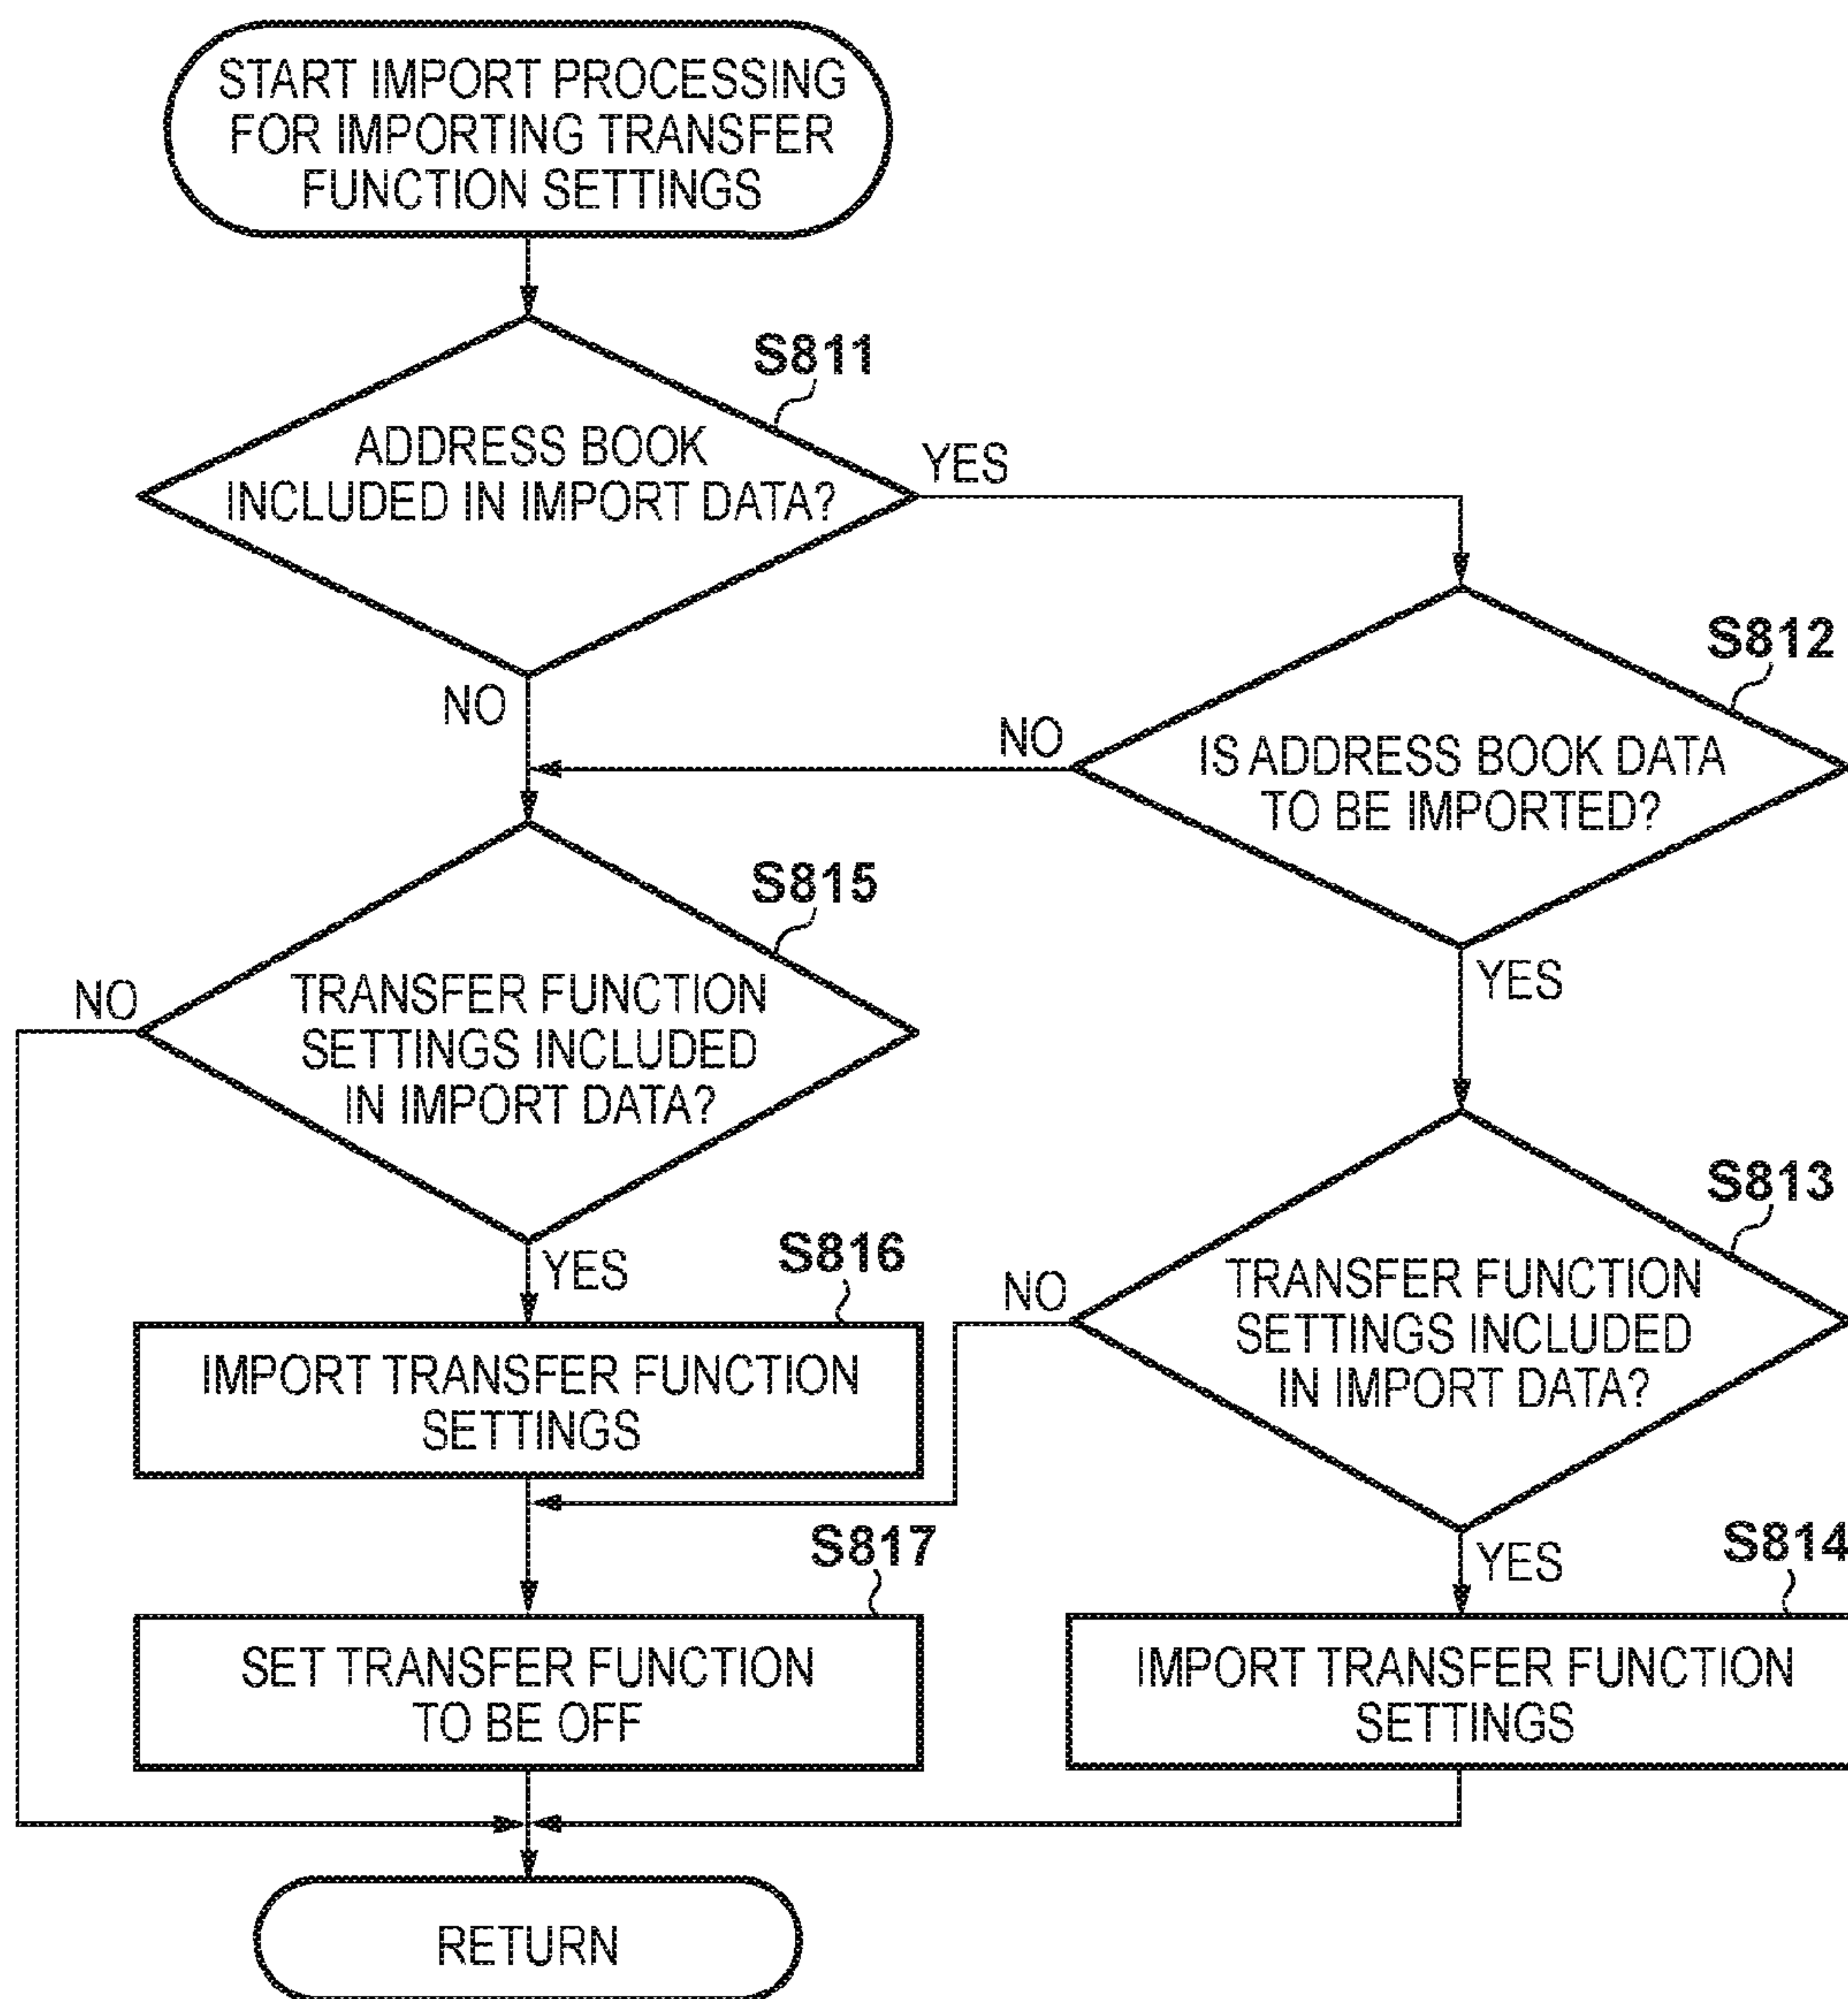 START IMPORT PROCESSING
FOR IMPORTING TRANSFER
FUNCTION SETTINGS
S811
ADDRESS BOOK
INCLUDED IN IMPORT DATA?
YES
NO
S812
IS ADDRESS BOOK DATA
TO BE IMPORTED?
NO
YES
S815
TRANSFER FUNCTION
SETTINGS INCLUDED
IN IMPORT DATA?
NO
YES
S813
TRANSFER FUNCTION
SETTINGS INCLUDED
IN IMPORT DATA?
NO
YES
S816
IMPORT TRANSFER FUNCTION
SETTINGS
S817
SET TRANSFER FUNCTION
TO BE OFF
S814
IMPORT TRANSFER FUNCTION
SETTINGS
RETURN